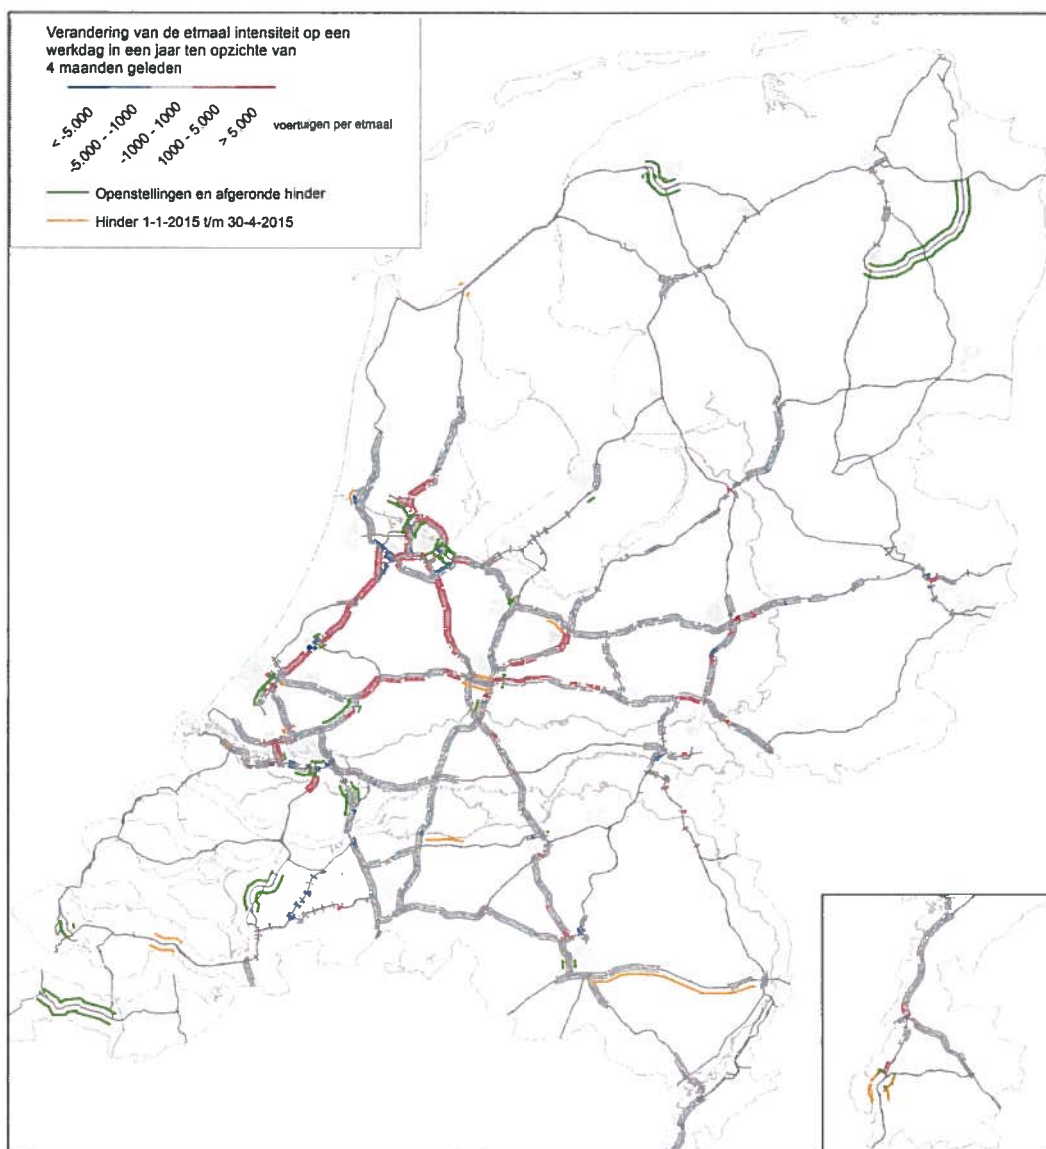 Verandering van de etmaal intensiteit op een
werkdag in een jaar ten opzichte van
4 maanden geleden
< -5.000
-5.000 - -1000
-1000 - 1000
1000 - 5.000
> 5.000
voertuigen per etmaal
Openstellingen en afgeronde hinder
Hinder 1-1-2015 t/m 30-4-2015